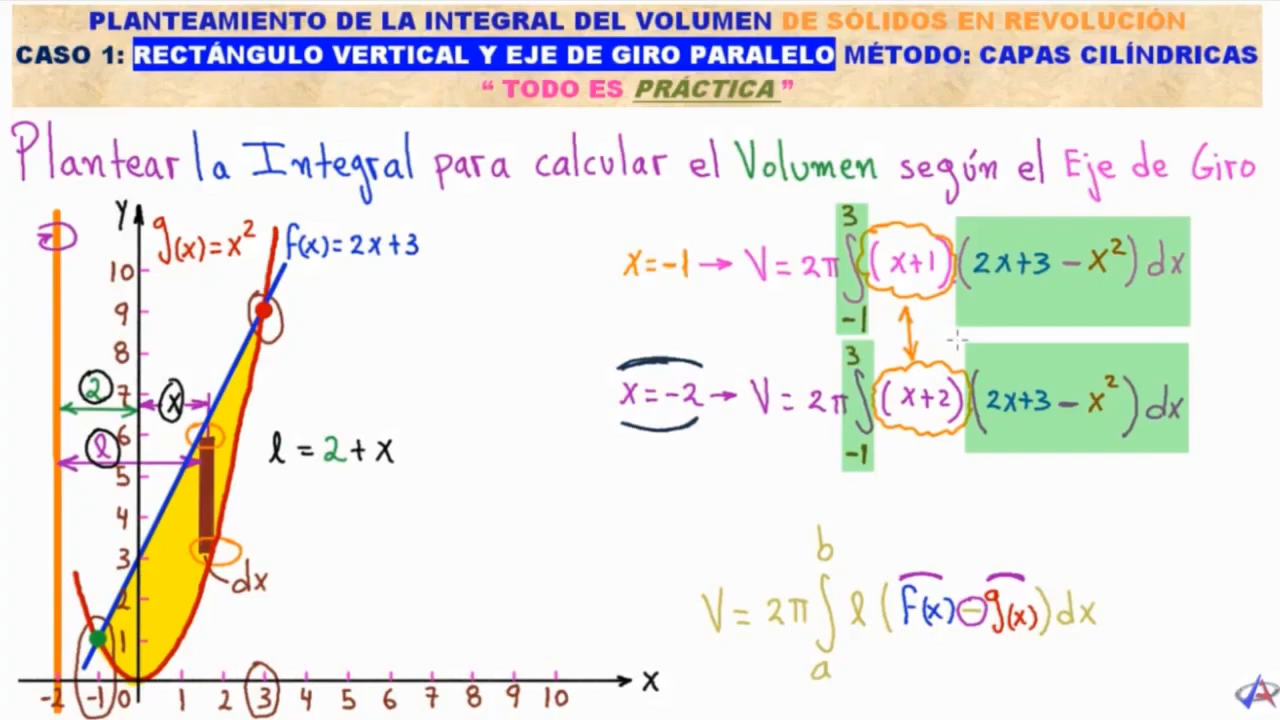 PLANTEAMIENTO DE LA INTEGRAL DEL VOLUMEN DE SÓLIDOS EN REVOLUCIÓN
CASO 1: RECTÁNGULO VERTICAL Y EJE DE GIRO PARALELO MÉTODO: CAPAS CILÍNDRICAS
“ TODO ES PRÁCTICA ”
Plantear la Integral para calcular el Volumen según el Eje de Giro
Y
g(x)=x² f(x)=2x+3
10
9
8
7
6
5
4
3
2
1
2 x
l
l = 2+x
dx
-2 -1 0 1 2 3 4 5 6 7 8 9 10 X
x=-1 → V = 2π ∫₋₁³ (x+1)(2x+3-x²)dx
x=-2 → V = 2π ∫₋₁³ (x+2)(2x+3-x²)dx
V = 2π ∫ₐᵇ l (f(x)-g(x))dx